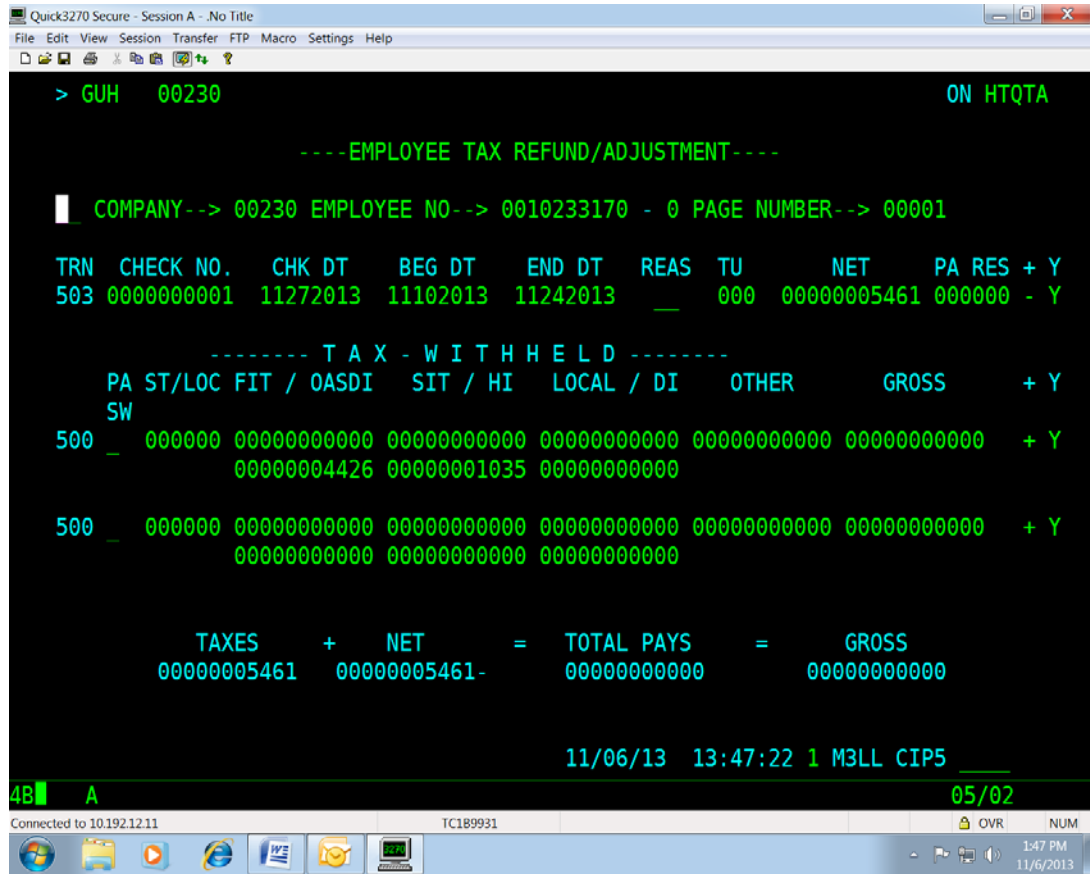 Quick3270 Secure - Session A - .No Title
File Edit View Session Transfer FTP Macro Settings Help
> GUH 00230 ON HTQTA
----EMPLOYEE TAX REFUND/ADJUSTMENT----
_ COMPANY--> 00230 EMPLOYEE NO--> 0010233170 - 0 PAGE NUMBER--> 00001
TRN CHECK NO. CHK DT BEG DT END DT REAS TU NET PA RES + Y
503 0000000001 11272013 11102013 11242013 __ 000 00000005461 000000 - Y
-------- T A X - W I T H H E L D --------
PA ST/LOC FIT / OASDI SIT / HI LOCAL / DI OTHER GROSS + Y
SW
500 _ 000000 00000000000 00000000000 00000000000 00000000000 00000000000 + Y
00000004426 00000001035 00000000000
500 _ 000000 00000000000 00000000000 00000000000 00000000000 00000000000 + Y
00000000000 00000000000 00000000000
TAXES + NET = TOTAL PAYS = GROSS
00000005461 00000005461- 00000000000 00000000000
11/06/13 13:47:22 1 M3LL CIP5 ____
4B A 05/02
Connected to 10.192.12.11 TC1B9931 OVR NUM
3270 1:47 PM
11/6/2013